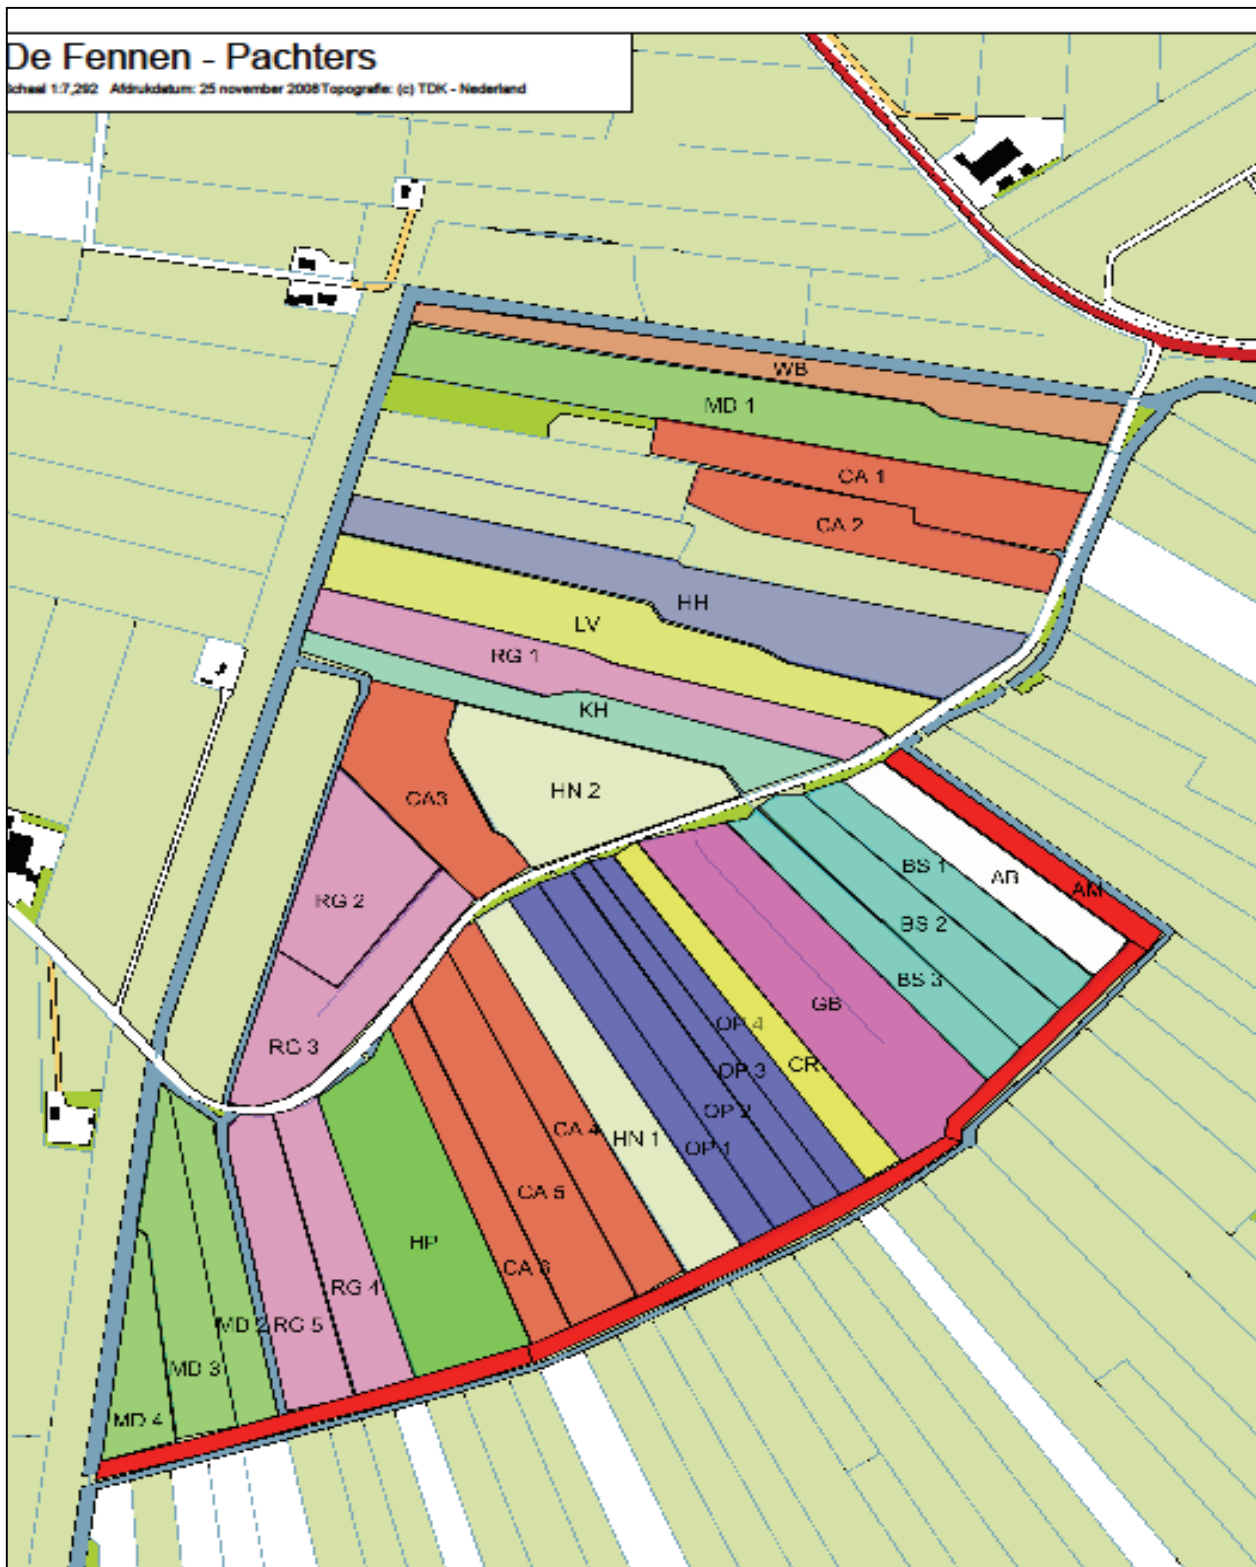 De Fennen - Pachters
Schaal 1:7,292 Afdrukdatum: 25 november 2008 Topografie: (c) TDK - Nederland
WB
MD 1
CA 1
CA 2
HH
LV
RG 1
KH
HN 2
CA3
RG 2
RG 3
BS 1
AB
AM
BS 2
BS 3
GB
OP 4
CR
OP 3
OP 2
OP 1
HN 1
CA 4
CA 5
CA 6
HP
RG 4
RG 5
MD 2
MD 3
MD 4